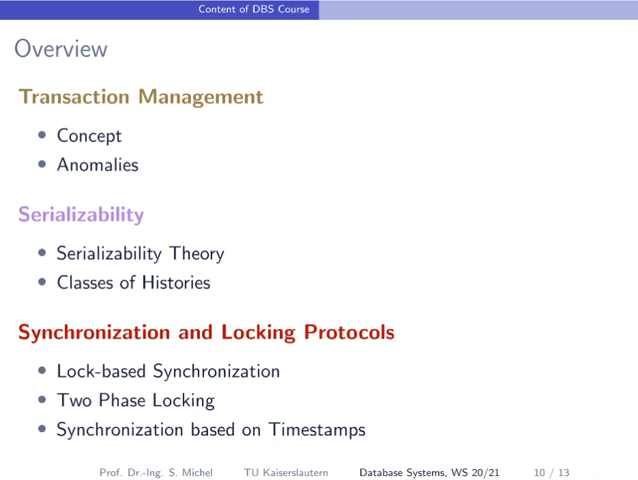 Content of DBS Course
Overview
Transaction Management
• Concept
• Anomalies
Serializability
• Serializability Theory
• Classes of Histories
Synchronization and Locking Protocols
• Lock-based Synchronization
• Two Phase Locking
• Synchronization based on Timestamps
Prof. Dr.-Ing. S. Michel TU Kaiserslautern Database Systems, WS 20/21 10 / 13